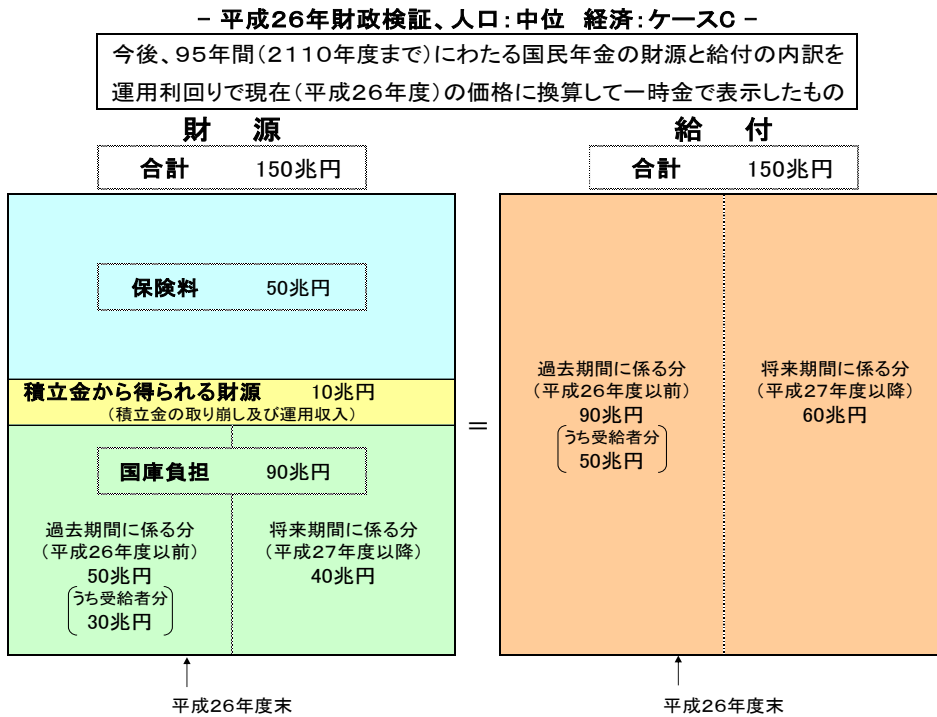 − 平成26年財政検証、人口:中位 経済:ケースC −
今後、95年間(2110年度まで)にわたる国民年金の財源と給付の内訳を
運用利回りで現在(平成26年度)の価格に換算して一時金で表示したもの
財 源
合計 150兆円
保険料 50兆円
積立金から得られる財源 10兆円
(積立金の取り崩し及び運用収入)
国庫負担 90兆円
過去期間に係る分
(平成26年度以前)
50兆円
うち受給者分
30兆円
将来期間に係る分
(平成27年度以降)
40兆円
平成26年度末
=
給 付
合計 150兆円
過去期間に係る分
(平成26年度以前)
90兆円
うち受給者分
50兆円
将来期間に係る分
(平成27年度以降)
60兆円
平成26年度末